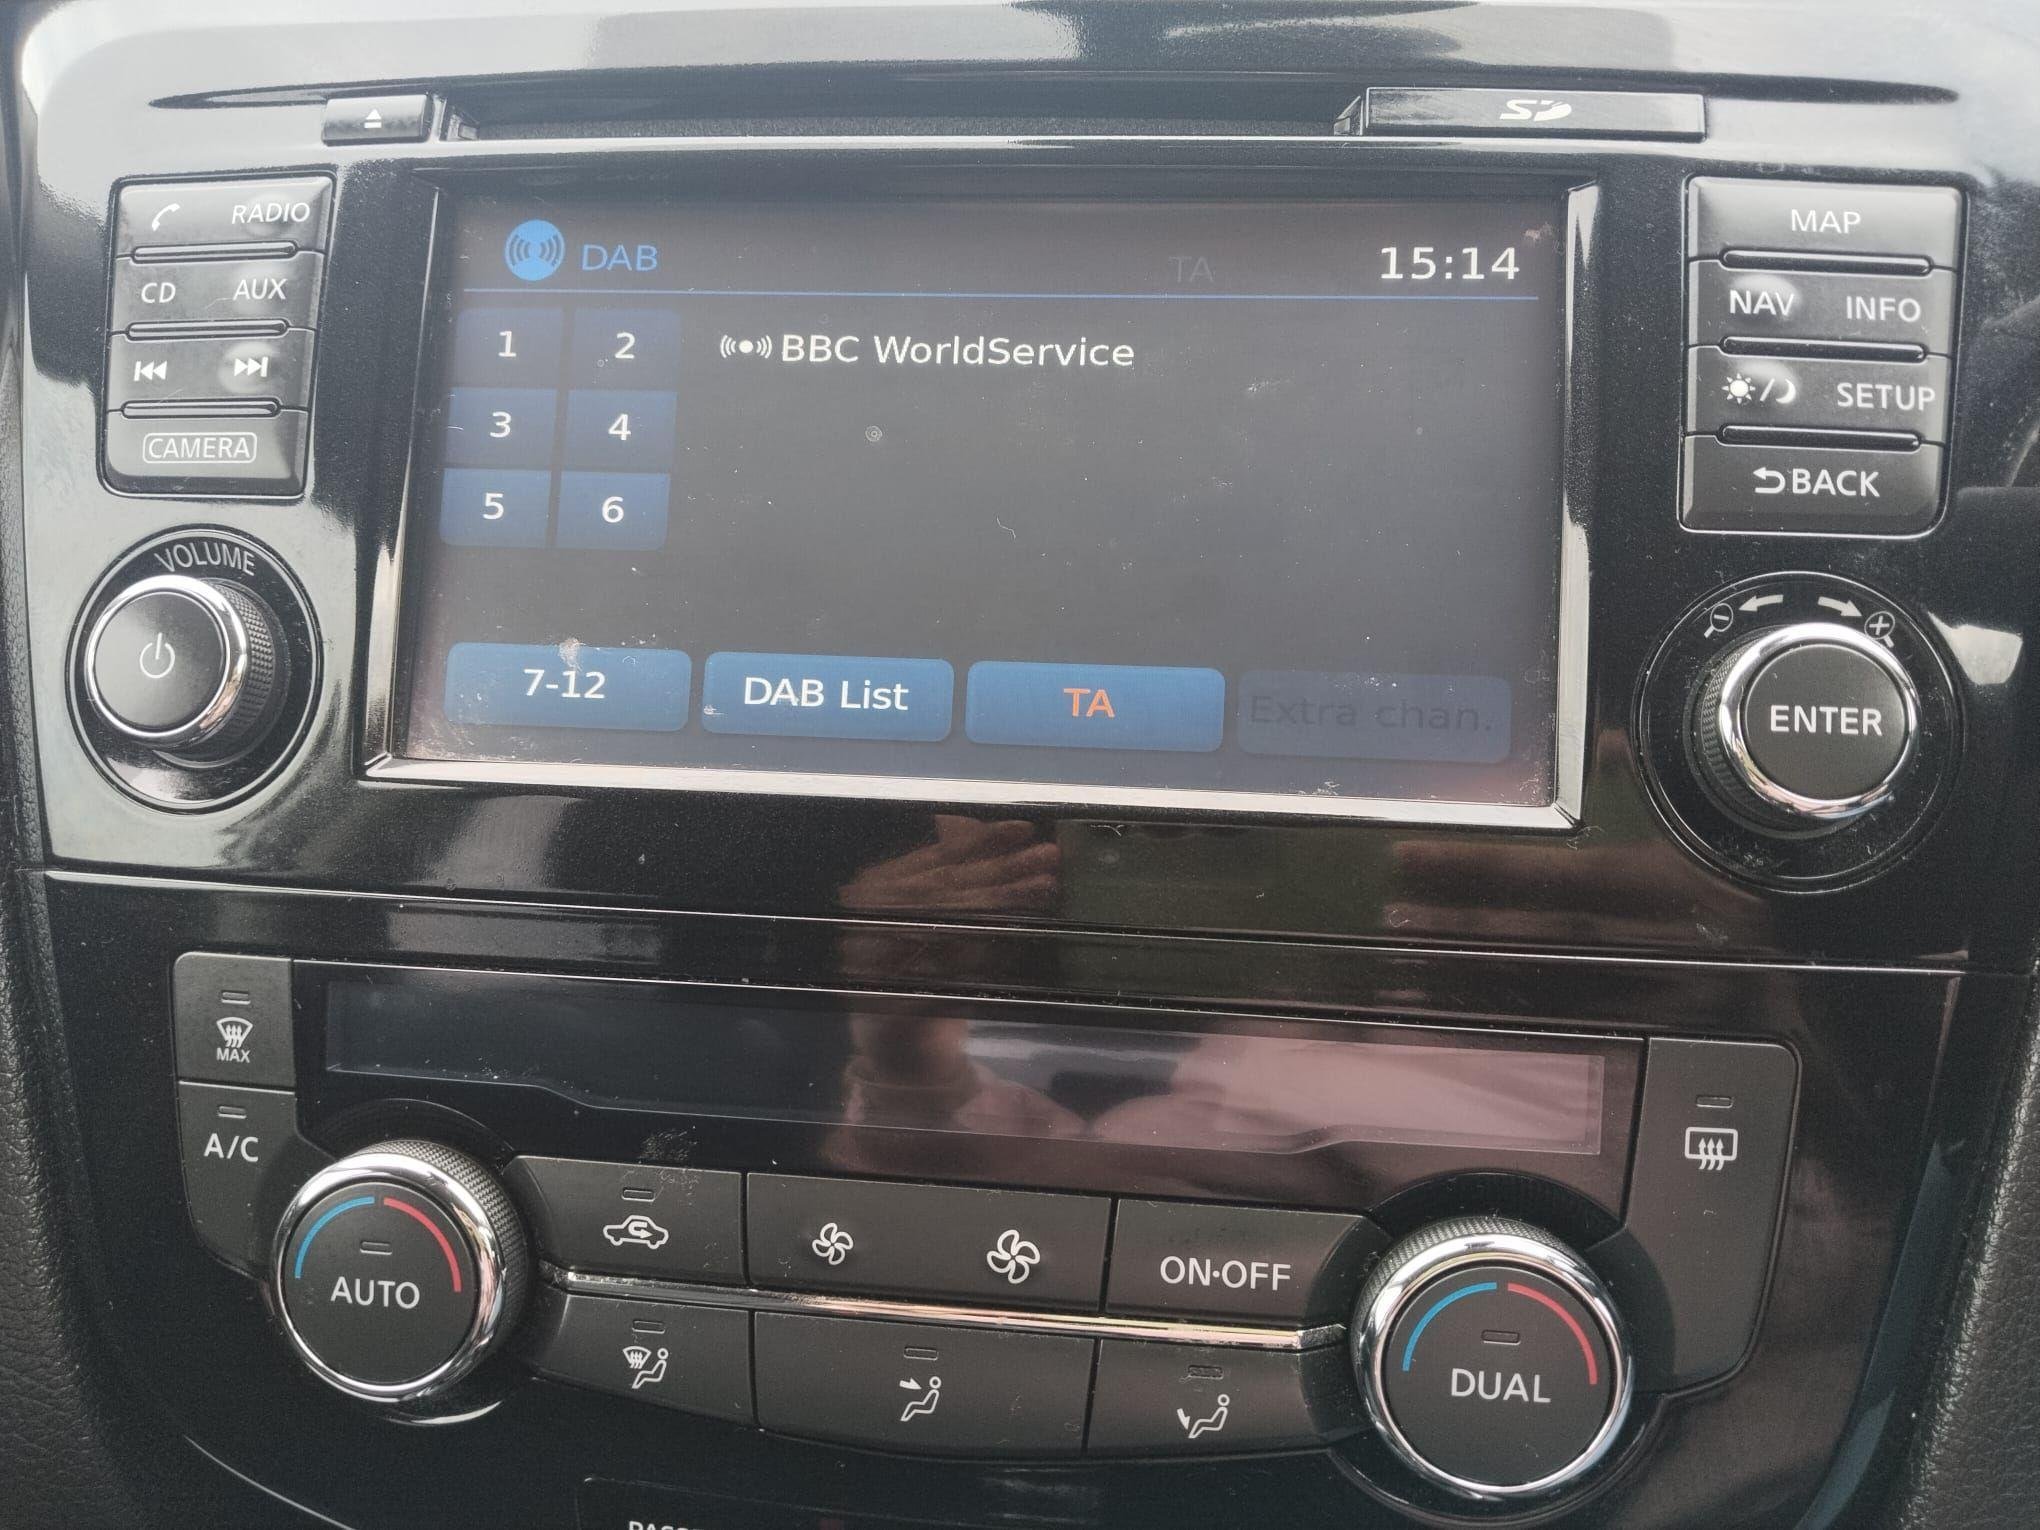 SD
RADIO
CD AUX
CAMERA
VOLUME
DAB TA 15:14
1 2
BBC WorldService
3 4
5 6
7-12 DAB List TA Extra chan.
MAP
NAV INFO
SETUP
BACK
ENTER
MAX
A/C
AUTO
ON·OFF
DUAL